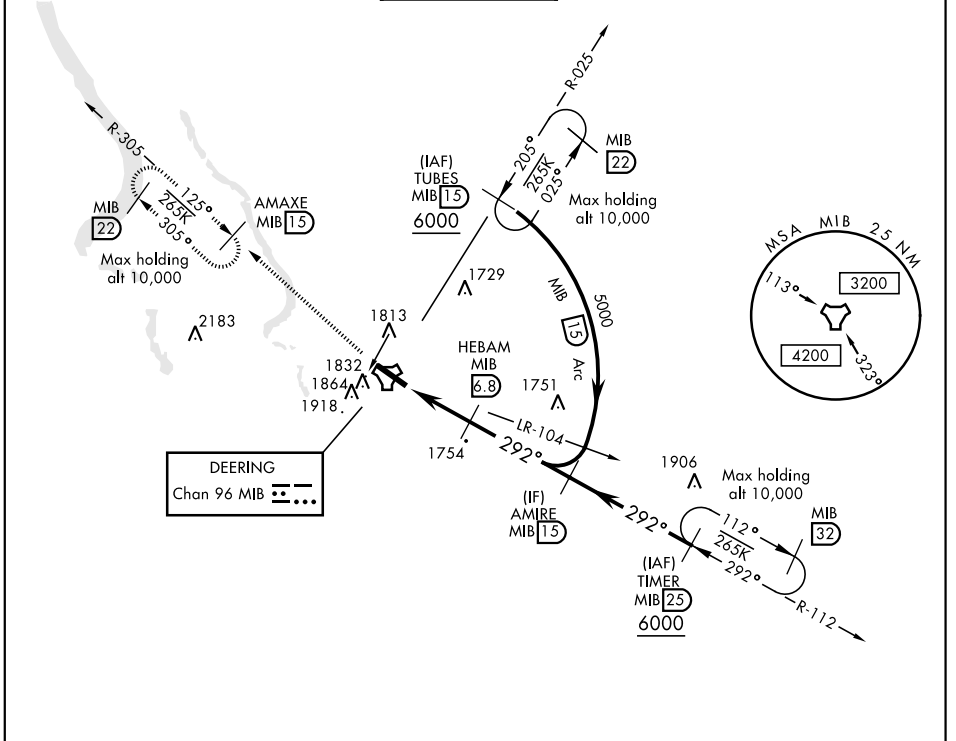 R-025
205°
265K
025°
MIB
22
Max holding
alt 10,000
(IAF)
TUBES
MIB 15
6000
R-305
125°
265K
305°
MIB
22
Max holding
alt 10,000
AMAXE
MIB 15
2183
1729
1813
1832
1864
1918
HEBAM
MIB
6.8
1751
MIB
15
Arc
5000
LR-104
1754
292°
DEERING
Chan 96 MIB
(IF)
AMIRE
MIB 15
292°
1906
Max holding
alt 10,000
MIB
32
112°
265K
292°
R-112
(IAF)
TIMER
MIB 25
6000
MSA MIB 25 NM
113°
3200
4200
323°